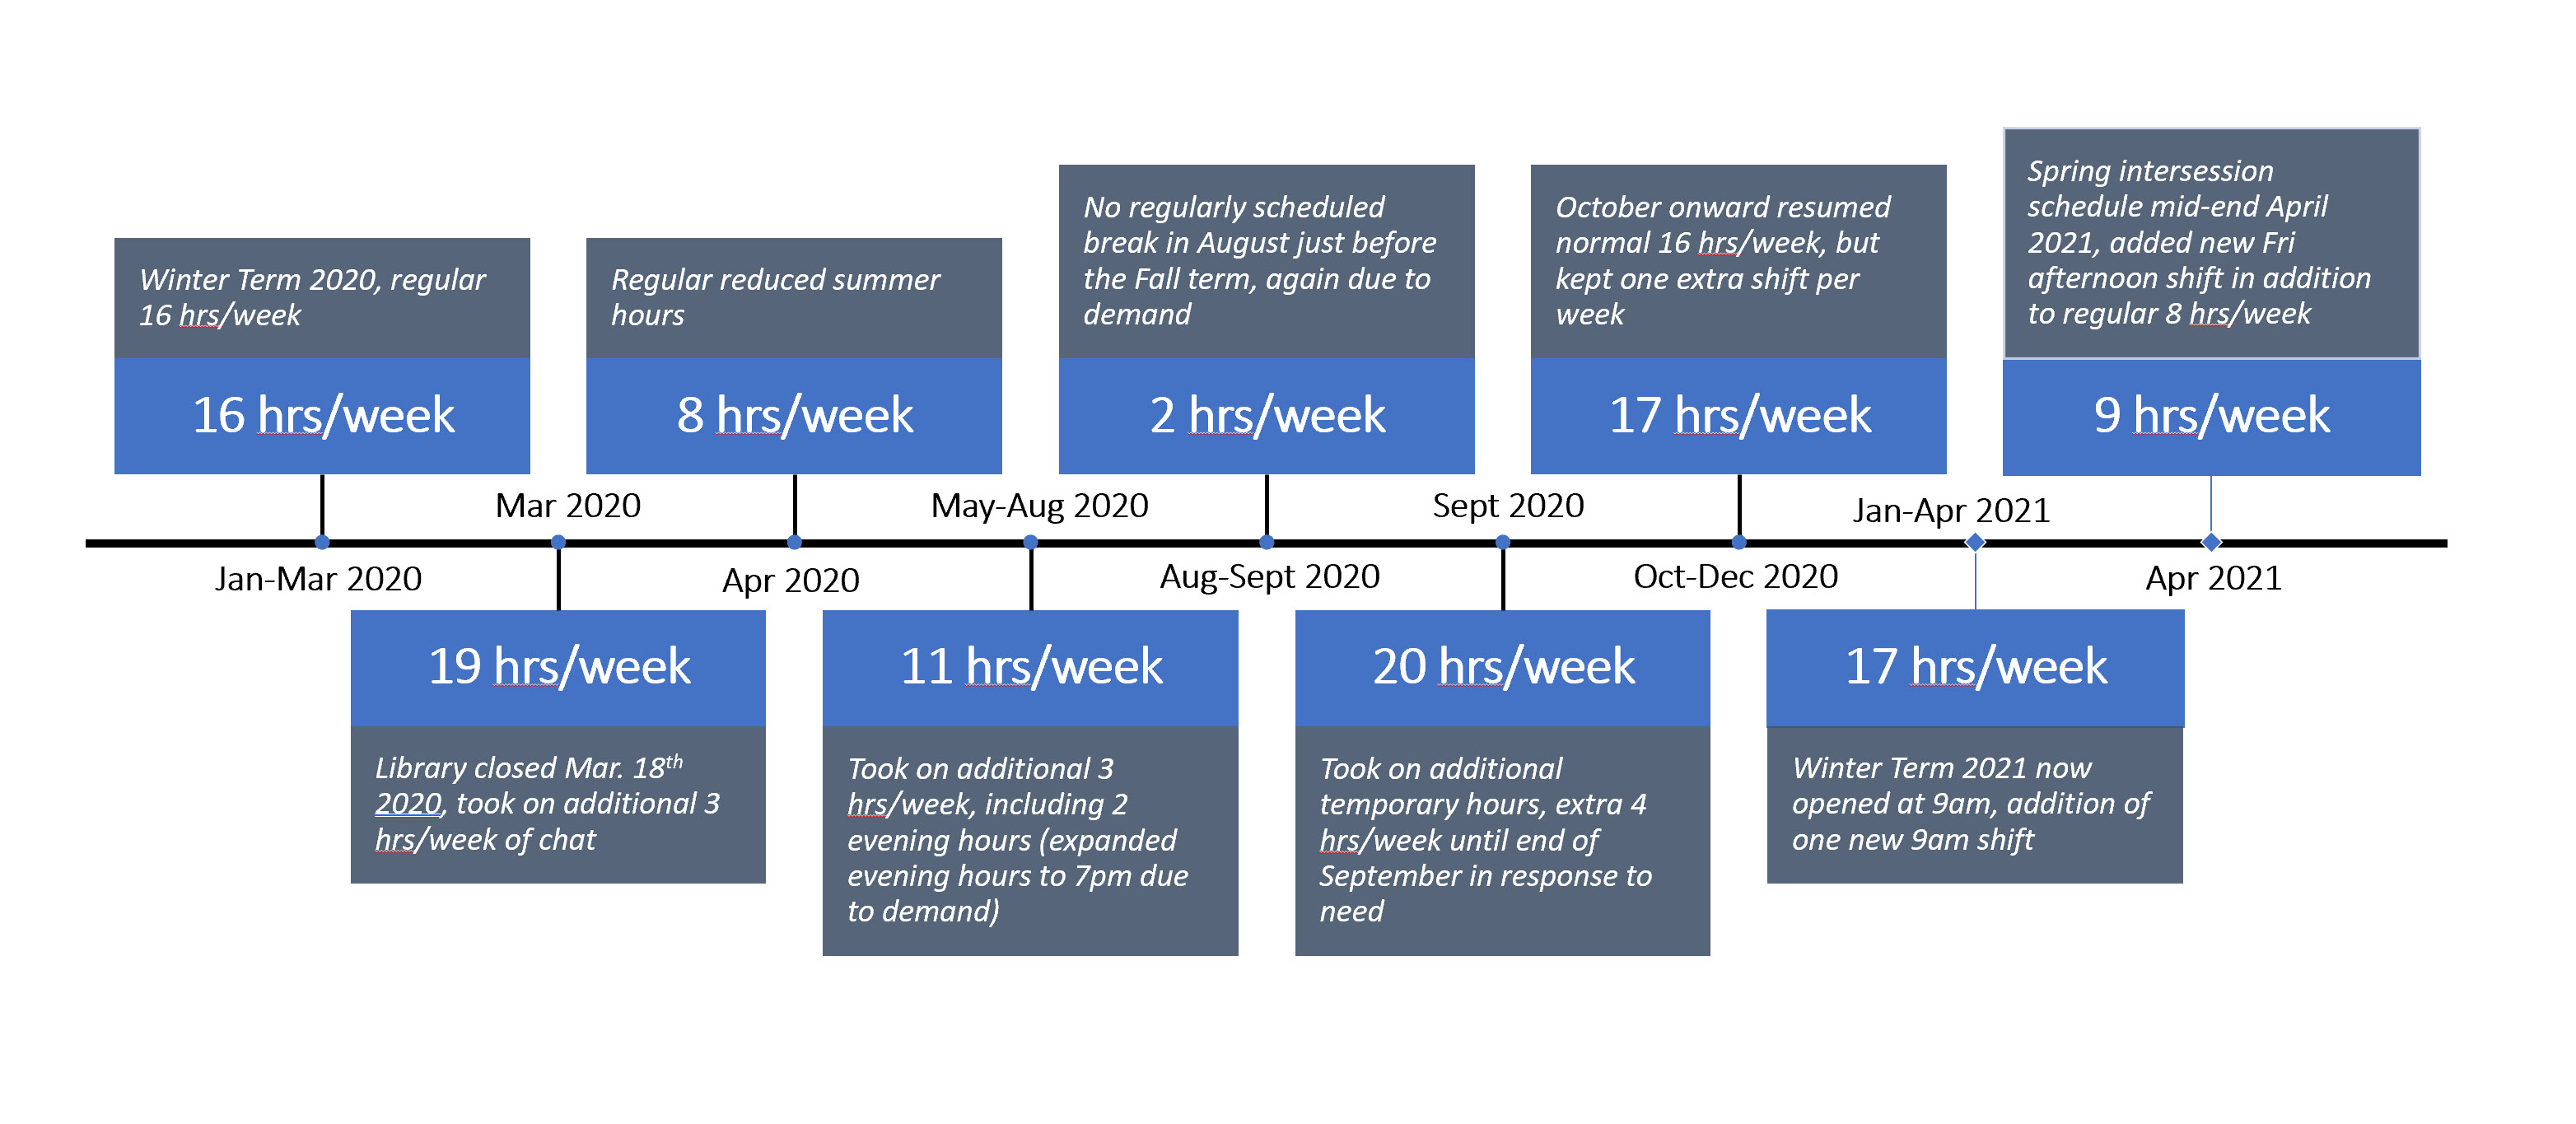 Winter Term 2020, regular
16 hrs/week
16 hrs/week
Jan-Mar 2020
Mar 2020
19 hrs/week
Library closed Mar. 18th
2020, took on additional 3
hrs/week of chat
Regular reduced summer
hours
8 hrs/week
Apr 2020
May-Aug 2020
11 hrs/week
Took on additional 3
hrs/week, including 2
evening hours (expanded
evening hours to 7pm due
to demand)
No regularly scheduled
break in August just before
the Fall term, again due to
demand
2 hrs/week
Aug-Sept 2020
Sept 2020
20 hrs/week
Took on additional
temporary hours, extra 4
hrs/week until end of
September in response to
need
October onward resumed
normal 16 hrs/week, but
kept one extra shift per
week
17 hrs/week
Oct-Dec 2020
Jan-Apr 2021
17 hrs/week
Winter Term 2021 now
opened at 9am, addition of
one new 9am shift
Spring intersession
schedule mid-end April
2021, added new Fri
afternoon shift in addition
to regular 8 hrs/week
9 hrs/week
Apr 2021